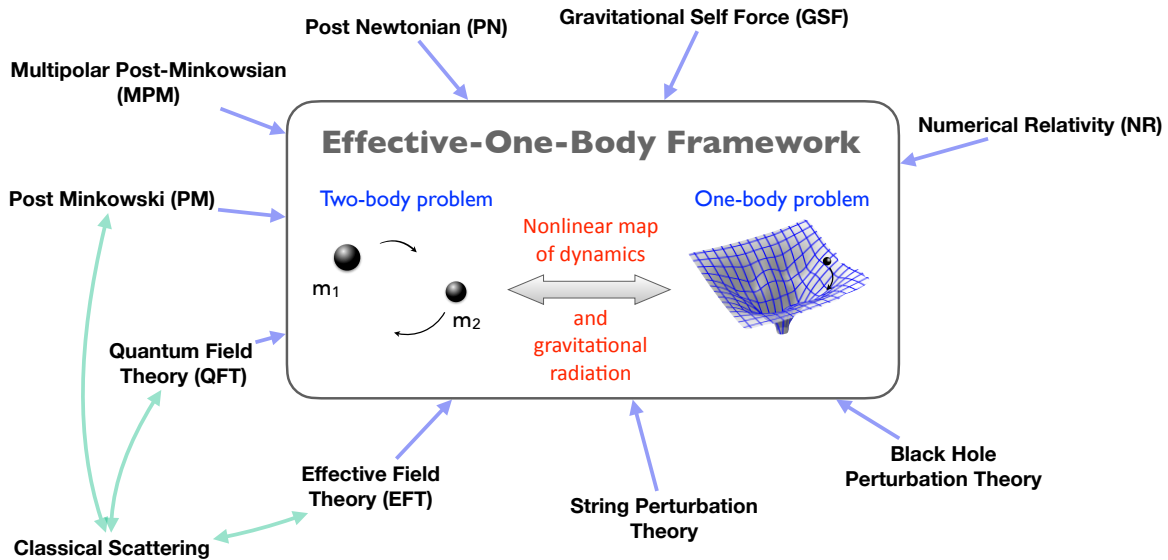 Post Newtonian (PN)
Gravitational Self Force (GSF)
Multipolar Post-Minkowsian
(MPM)
Numerical Relativity (NR)
Effective-One-Body Framework
Post Minkowski (PM)
Two-body problem
Nonlinear map
of dynamics
and
gravitational
radiation
One-body problem
m1
m2
Quantum Field
Theory (QFT)
Effective Field
Theory (EFT)
String Perturbation
Theory
Black Hole
Perturbation Theory
Classical Scattering